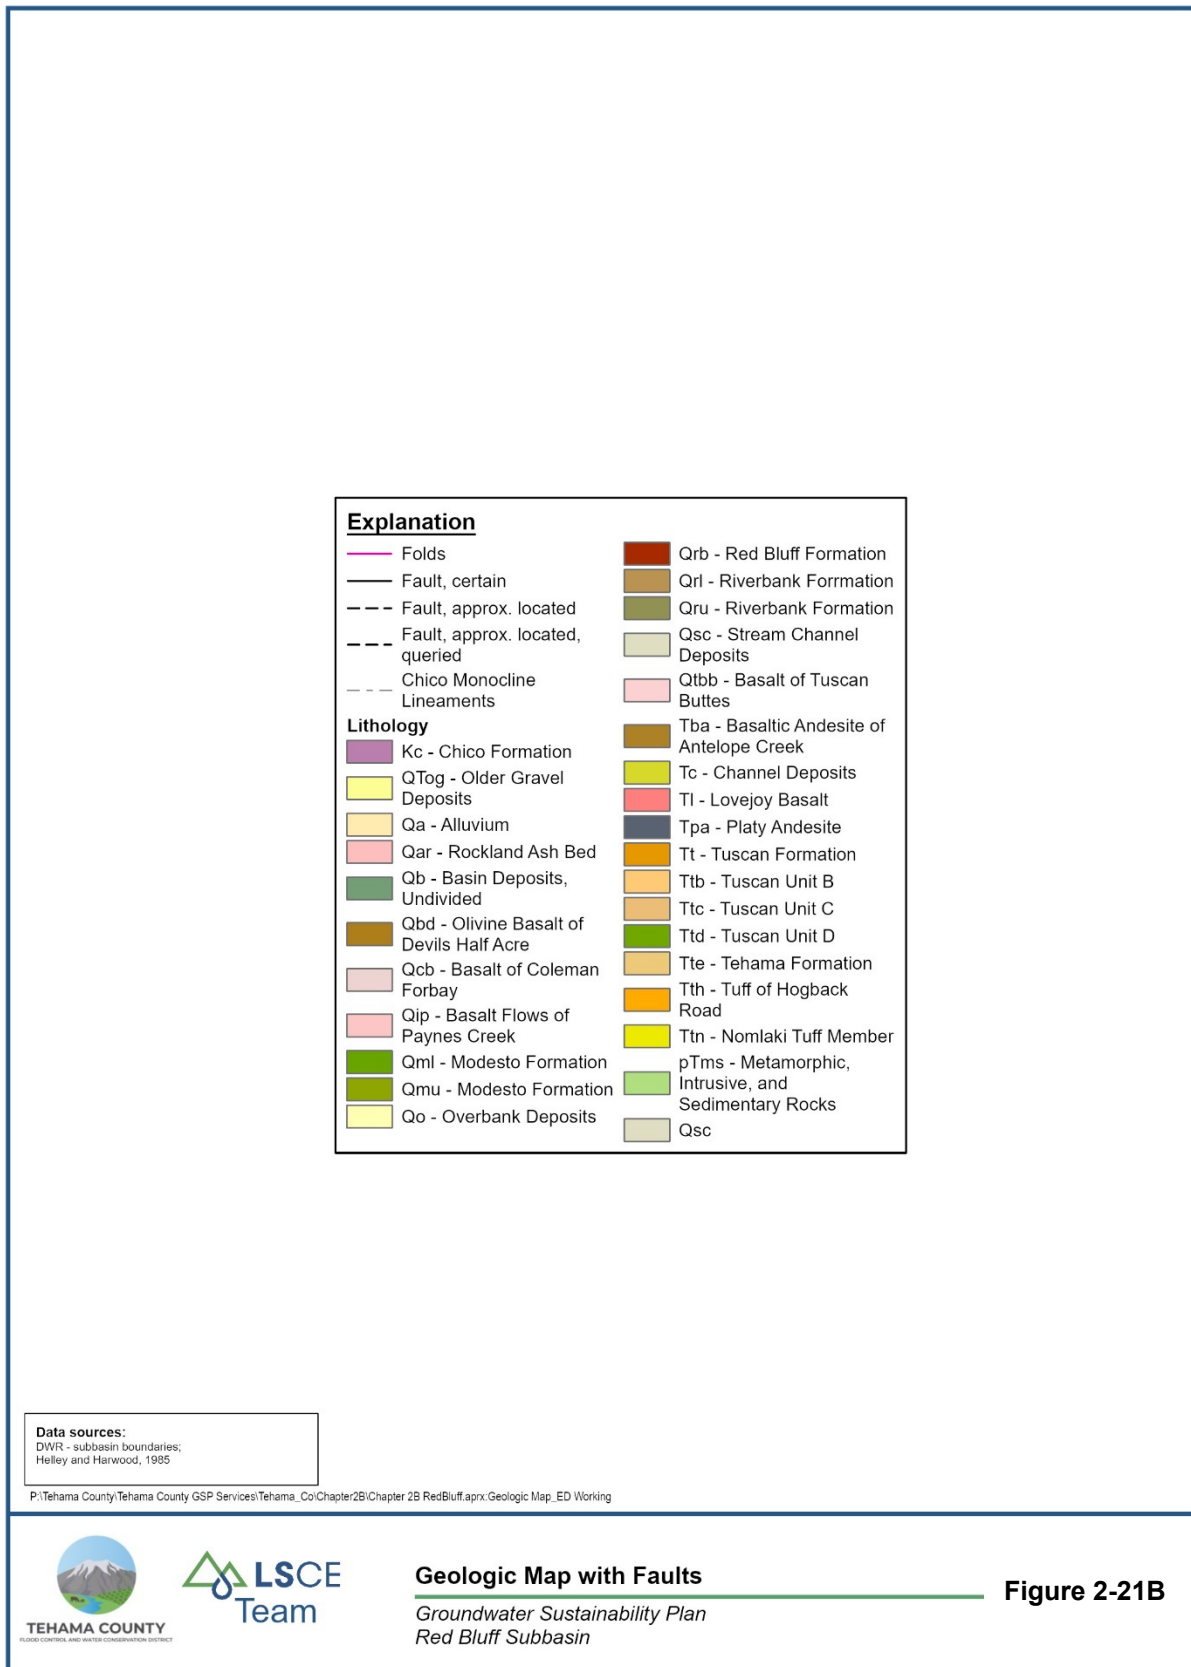 Explanation
Folds
Fault, certain
Fault, approx. located
Fault, approx. located,
queried
Chico Monocline
Lineaments
Lithology
Kc - Chico Formation
QTog - Older Gravel
Deposits
Qa - Alluvium
Qar - Rockland Ash Bed
Qb - Basin Deposits,
Undivided
Qbd - Olivine Basalt of
Devils Half Acre
Qcb - Basalt of Coleman
Forbay
Qip - Basalt Flows of
Paynes Creek
Qml - Modesto Formation
Qmu - Modesto Formation
Qo - Overbank Deposits
Qrb - Red Bluff Formation
Qrl - Riverbank Forrmation
Qru - Riverbank Formation
Qsc - Stream Channel
Deposits
Qtbb - Basalt of Tuscan
Buttes
Tba - Basaltic Andesite of
Antelope Creek
Tc - Channel Deposits
Tl - Lovejoy Basalt
Tpa - Platy Andesite
Tt - Tuscan Formation
Ttb - Tuscan Unit B
Ttc - Tuscan Unit C
Ttd - Tuscan Unit D
Tte - Tehama Formation
Tth - Tuff of Hogback
Road
Ttn - Nomlaki Tuff Member
pTms - Metamorphic,
Intrusive, and
Sedimentary Rocks
Qsc
Data sources:
DWR - subbasin boundaries;
Helley and Harwood, 1985
P:\Tehama County\Tehama County GSP Services\Tehama_Co\Chapter2B\Chapter 2B RedBluff.aprx:Geologic Map_ED Working
TEHAMA COUNTY
FLOOD CONTROL AND WATER CONSERVATION DISTRICT
LSCE
Team
Geologic Map with Faults
Groundwater Sustainability Plan
Red Bluff Subbasin
Figure 2-21B